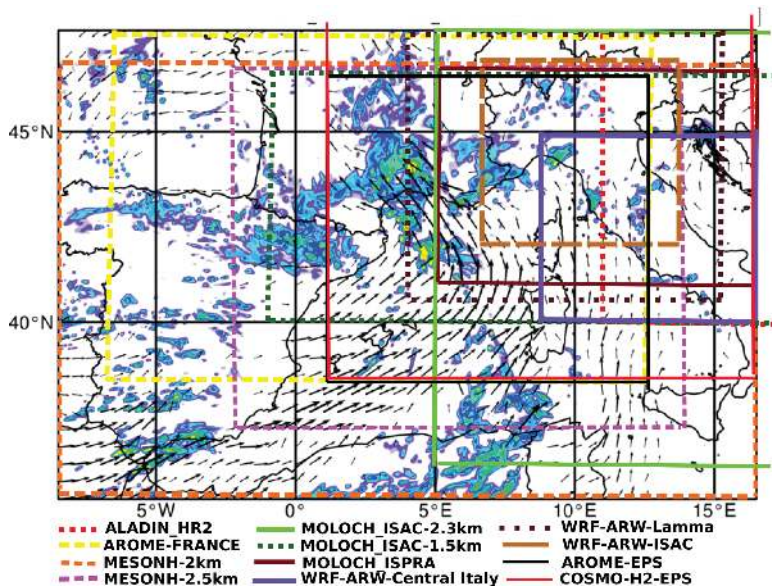 45°N
40°N
5°W 0° 5°E 10°E 15°E
ALADIN_HR2 MOLOCH_ISAC-2.3km WRF-ARW-Lamma
AROME-FRANCE MOLOCH_ISAC-1.5km WRF-ARW-ISAC
MESONH-2km MOLOCH_ISPRA AROME-EPS
MESONH-2.5km WRF-ARW-Central Italy COSMO-H2-EPS